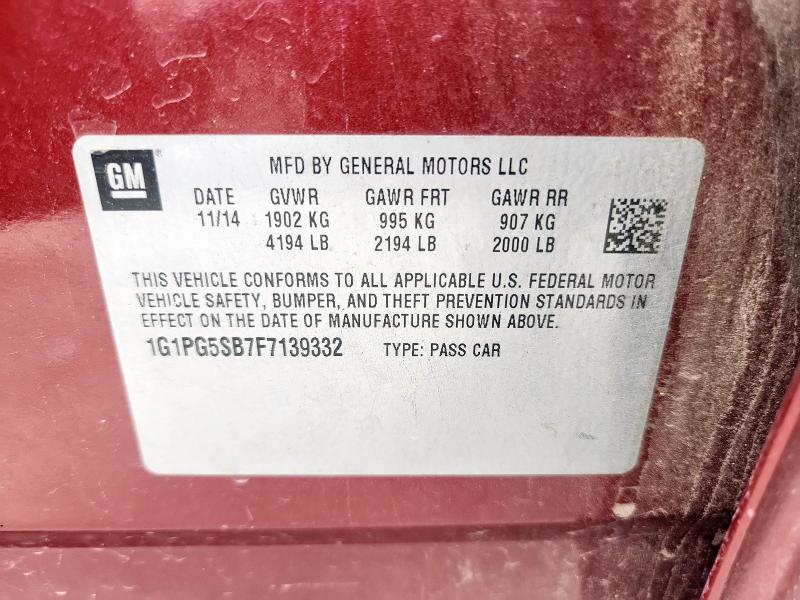 GM
MFD BY GENERAL MOTORS LLC
DATE GVWR GAWR FRT GAWR RR
11/14 1902 KG 995 KG 907 KG
4194 LB 2194 LB 2000 LB
THIS VEHICLE CONFORMS TO ALL APPLICABLE U.S. FEDERAL MOTOR
VEHICLE SAFETY, BUMPER, AND THEFT PREVENTION STANDARDS IN
EFFECT ON THE DATE OF MANUFACTURE SHOWN ABOVE.
1G1PG5SB7F7139332 TYPE: PASS CAR